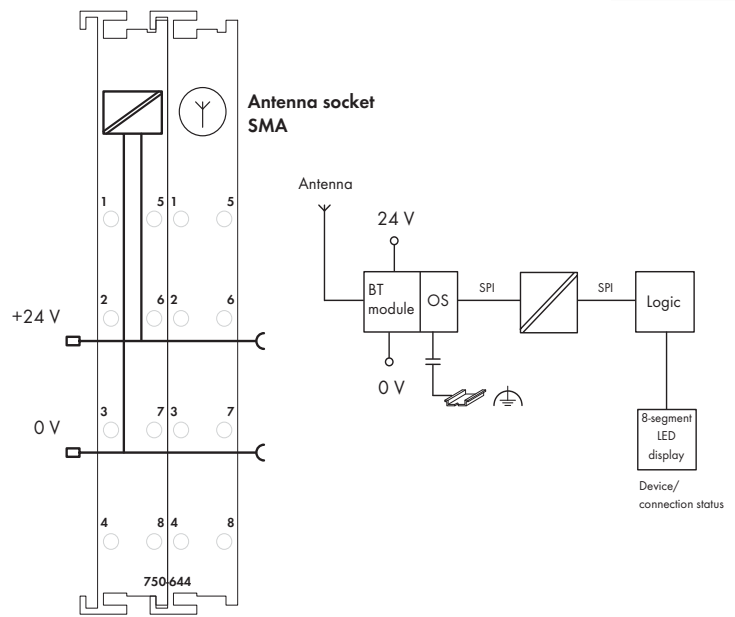 Antenna socket
SMA
1 5 1 5
2 6 2 6
+24 V
3 7 3 7
0 V
4 8 4 8
750-644
Antenna
24 V
BT
module
OS
SPI
SPI
Logic
0 V
8-segment
LED
display
Device/
connection status